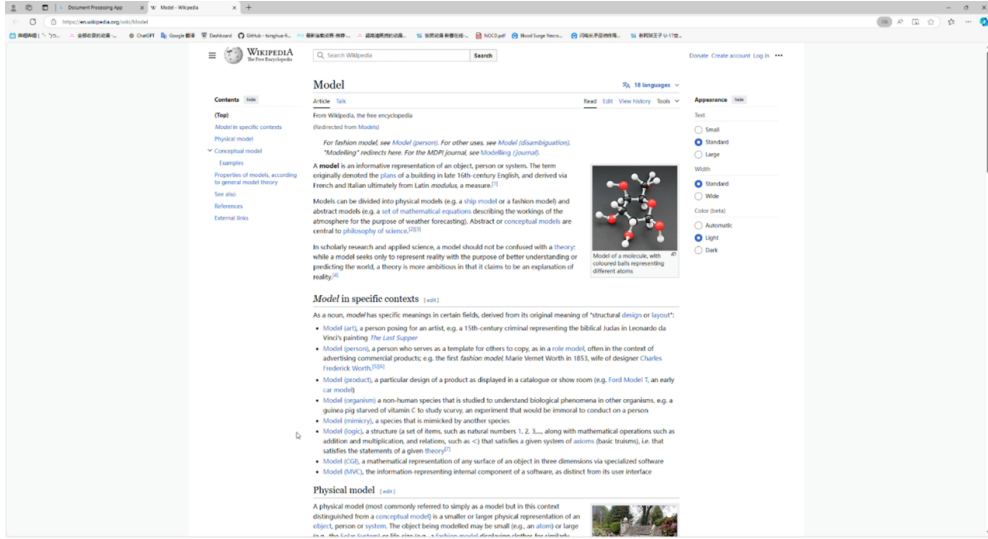 Document Processing App
Model - Wikipedia
https://en.wikipedia.org/wiki/Model
ChatGPT
Google 翻译
Dashboard
NOCO.pdf
WIKIPEDIA
The Free Encyclopedia
Search Wikipedia
Search
Donate Create account Log in
Model
18 languages
Article Talk
Read Edit View history Tools
From Wikipedia, the free encyclopedia
(Redirected from Models)
For fashion model, see Model (person). For other uses, see Model (disambiguation).
"Modelling" redirects here. For the MDPI journal, see Modelling (journal).
A model is an informative representation of an object, person or system. The term
originally denoted the plans of a building in late 16th-century English, and derived via
French and Italian ultimately from Latin modulus, a measure.[1]
Models can be divided into physical models (e.g. a ship model or a fashion model) and
abstract models (e.g. a set of mathematical equations describing the workings of the
atmosphere for the purpose of weather forecasting). Abstract or conceptual models are
central to philosophy of science.[2][3]
In scholarly research and applied science, a model should not be confused with a theory:
while a model seeks only to represent reality with the purpose of better understanding or
predicting the world, a theory is more ambitious in that it claims to be an explanation of
reality.[4]
Model of a molecule, with
coloured balls representing
different atoms
Model in specific contexts [edit]
As a noun, model has specific meanings in certain fields, derived from its original meaning of "structural design or layout":
• Model (art), a person posing for an artist, e.g. a 15th-century criminal representing the biblical Judas in Leonardo da
Vinci's painting The Last Supper
• Model (person), a person who serves as a template for others to copy, as in a role model, often in the context of
advertising commercial products; e.g. the first fashion model, Marie Vernet Worth in 1853, wife of designer Charles
Frederick Worth.[5][6]
• Model (product), a particular design of a product as displayed in a catalogue or show room (e.g. Ford Model T, an early
car model)
• Model (organism) a non-human species that is studied to understand biological phenomena in other organisms, e.g. a
guinea pig starved of vitamin C to study scurvy, an experiment that would be immoral to conduct on a person
• Model (mimicry), a species that is mimicked by another species
• Model (logic), a structure (a set of items, such as natural numbers 1, 2, 3,..., along with mathematical operations such as
addition and multiplication, and relations, such as <) that satisfies a given system of axioms (basic truisms), i.e. that
satisfies the statements of a given theory[7]
• Model (CGI), a mathematical representation of any surface of an object in three dimensions via specialized software
• Model (MVC), the information-representing internal component of a software, as distinct from its user interface
Physical model [edit]
A physical model (most commonly referred to simply as a model but in this context
distinguished from a conceptual model) is a smaller or larger physical representation of an
object, person or system. The object being modelled may be small (e.g., an atom) or large
(e.g., the Solar System) or life-size (e.g., a fashion model displaying clothes for similarly
Contents hide
(Top)
Model in specific contexts
Physical model
Conceptual model
Examples
Properties of models, according
to general model theory
See also
References
External links
Appearance hide
Text
Small
Standard
Large
Width
Standard
Wide
Color (beta)
Automatic
Light
Dark